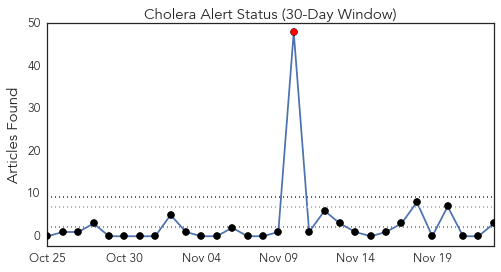 Cholera Alert Status (30-Day Window)
Articles Found
50
40
30
20
10
0
Oct 25 Oct 30 Nov 04 Nov 09 Nov 14 Nov 19